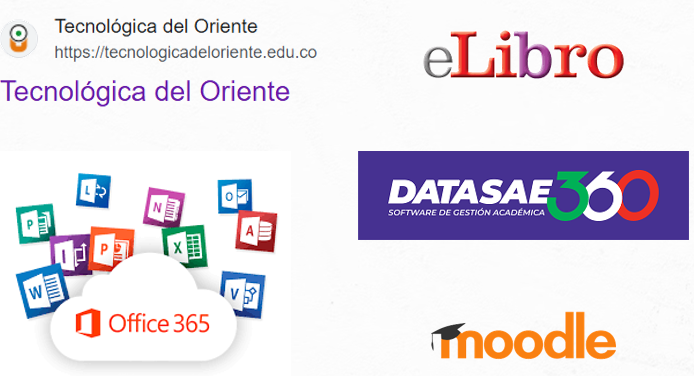 Tecnológica del Oriente
https://tecnologicadeloriente.edu.co
Tecnológica del Oriente
eLibro
DATASAE360
SOFTWARE DE GESTIÓN ACADÉMICA
L
N
O
P
A
I
P
X
W
V
Office 365
moodle